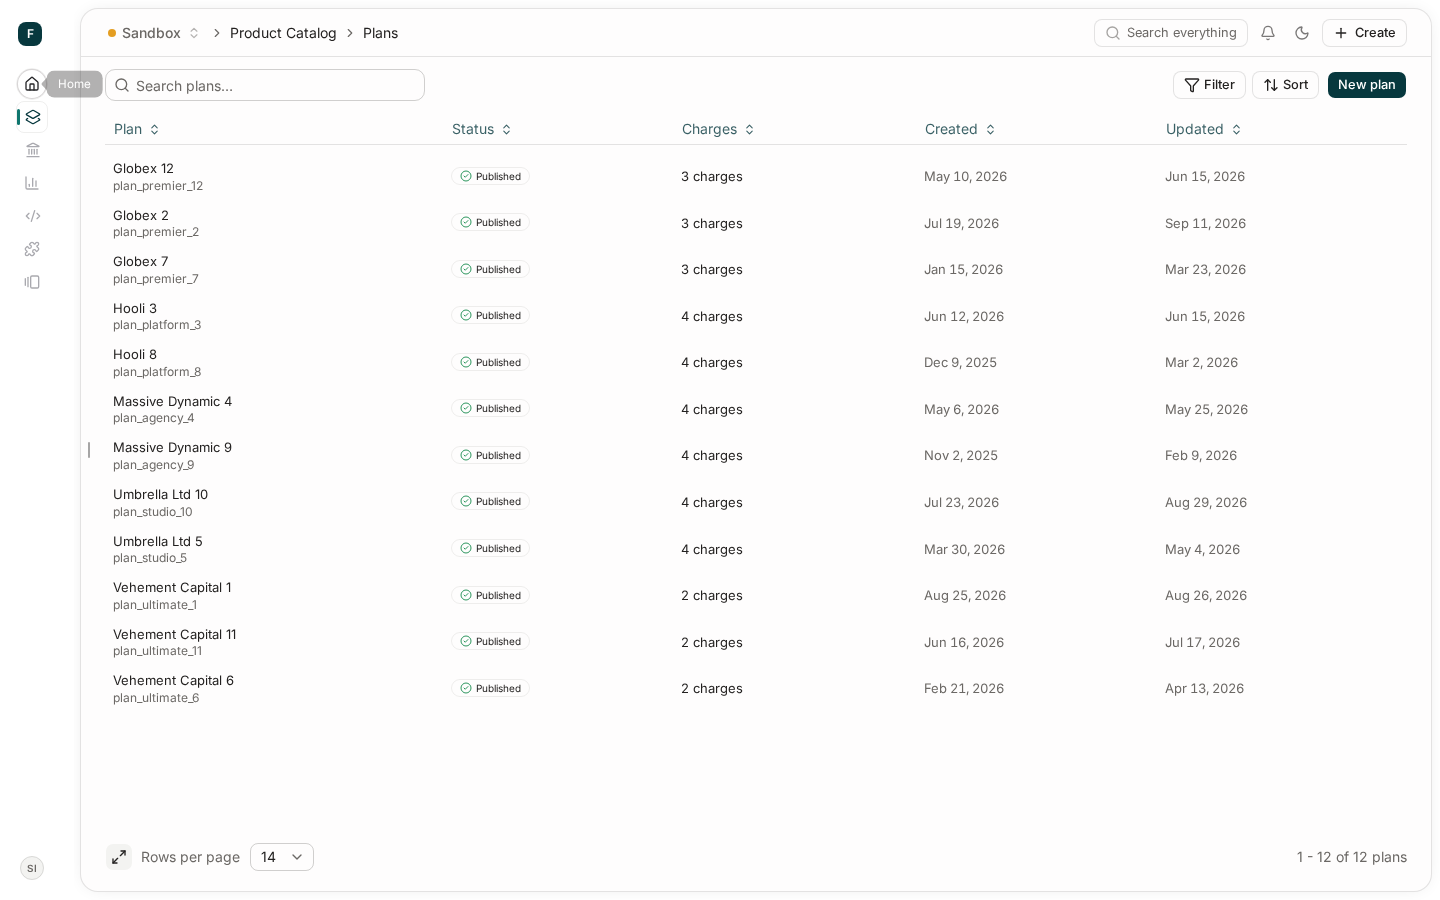 F
Sandbox
Product Catalog
Plans
Search everything
Create
Home
Search plans...
Filter
Sort
New plan
Plan
Status
Charges
Created
Updated
Globex 12
plan_premier_12
Published
3 charges
May 10, 2026
Jun 15, 2026
Globex 2
plan_premier_2
Published
3 charges
Jul 19, 2026
Sep 11, 2026
Globex 7
plan_premier_7
Published
3 charges
Jan 15, 2026
Mar 23, 2026
Hooli 3
plan_platform_3
Published
4 charges
Jun 12, 2026
Jun 15, 2026
Hooli 8
plan_platform_8
Published
4 charges
Dec 9, 2025
Mar 2, 2026
Massive Dynamic 4
plan_agency_4
Published
4 charges
May 6, 2026
May 25, 2026
Massive Dynamic 9
plan_agency_9
Published
4 charges
Nov 2, 2025
Feb 9, 2026
Umbrella Ltd 10
plan_studio_10
Published
4 charges
Jul 23, 2026
Aug 29, 2026
Umbrella Ltd 5
plan_studio_5
Published
4 charges
Mar 30, 2026
May 4, 2026
Vehement Capital 1
plan_ultimate_1
Published
2 charges
Aug 25, 2026
Aug 26, 2026
Vehement Capital 11
plan_ultimate_11
Published
2 charges
Jun 16, 2026
Jul 17, 2026
Vehement Capital 6
plan_ultimate_6
Published
2 charges
Feb 21, 2026
Apr 13, 2026
Rows per page
14
1 - 12 of 12 plans
SI